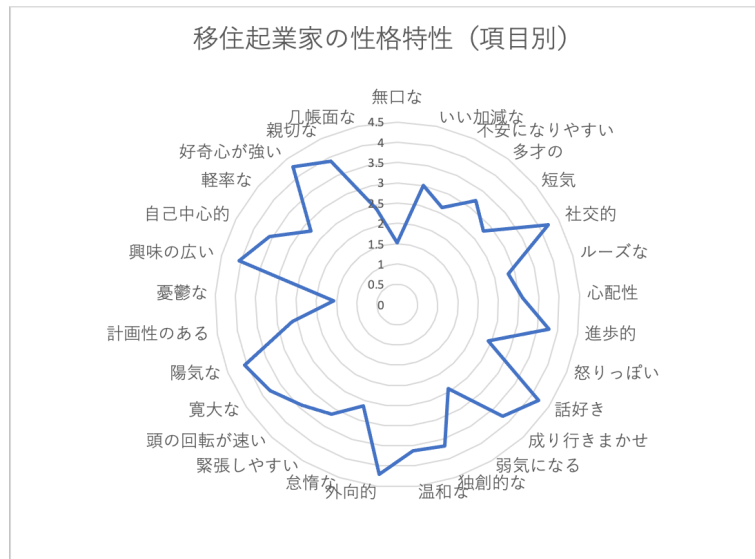 移住起業家の性格特性（項目別）
無口な
いい加減な
不安になりやすい
多才の
短気
社交的
ルーズな
心配性
進歩的
怒りっぽい
話好き
成り行きまかせ
弱気になる
独創的な
温和な
外向的
怠惰な
緊張しやすい
頭の回転が速い
寛大な
陽気な
計画性のある
憂鬱な
興味の広い
自己中心的
軽率な
好奇心が強い
親切な
几帳面な
4.5
4
3.5
3
2.5
2
1.5
1
0.5
0